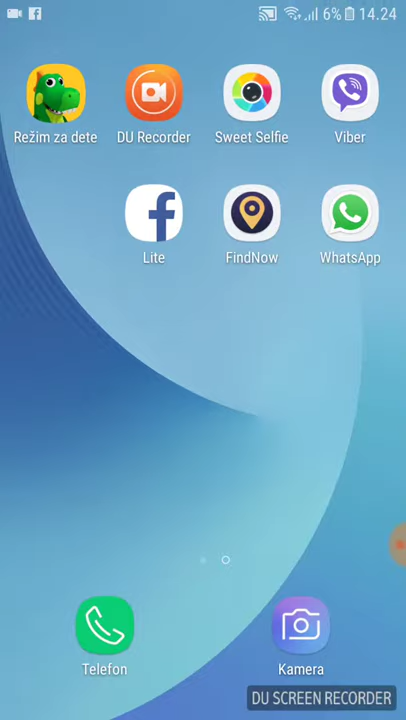 6% 14.24
Režim za dete
DU Recorder
Sweet Selfie
Viber
Lite
FindNow
WhatsApp
Telefon
Kamera
DU SCREEN RECORDER